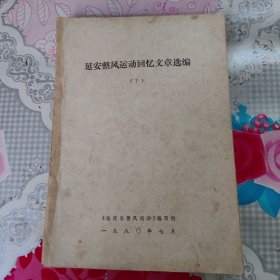 延安整风运动回忆文章选编
（下）
《论延安整风运动》编写组
一九八〇年七月